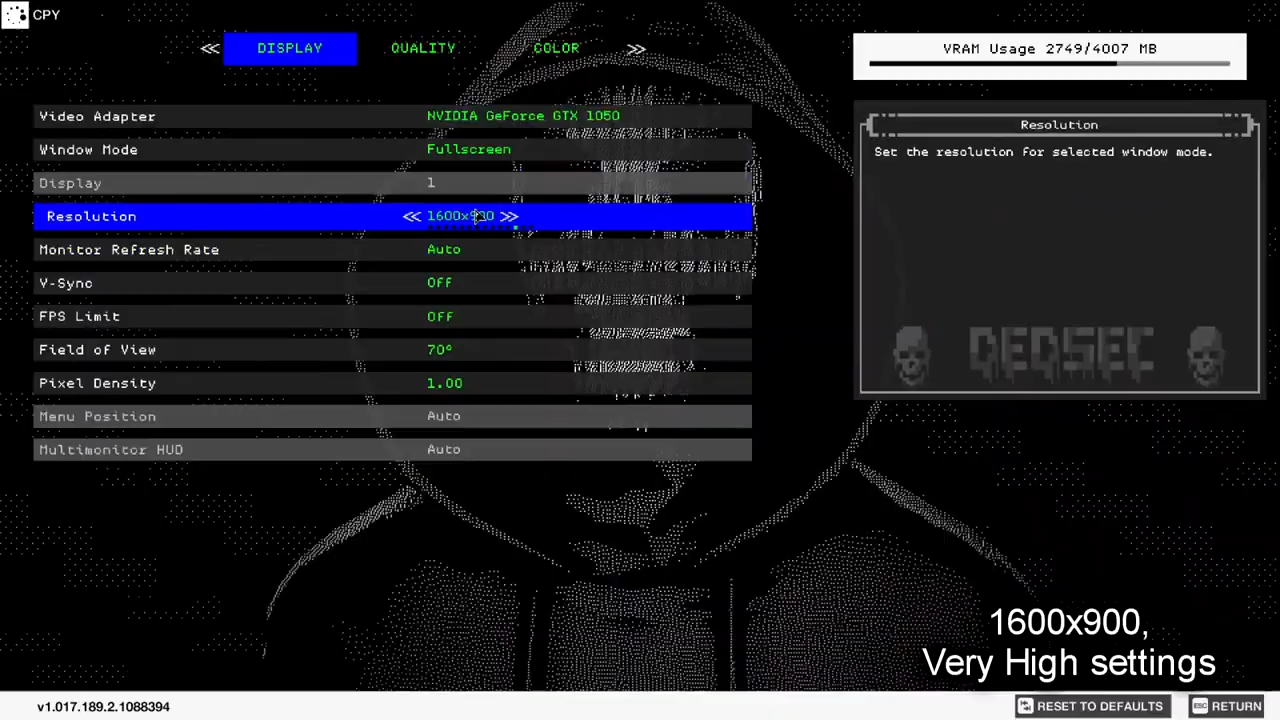 CPY
DISPLAY QUALITY COLOR
VRAM Usage 2749/4007 MB
Video Adapter NVIDIA GeForce GTX 1050
Window Mode Fullscreen
Display 1
Resolution 1600x900
Monitor Refresh Rate Auto
V-Sync Off
FPS Limit Off
Field of View 70°
Pixel Density 1.00
Menu Position Auto
Multimonitor HUD Auto
Resolution
Set the resolution for selected window mode.
DEDSEC
1600x900,
Very High settings
v1.017.189.2.1088394
RESET TO DEFAULTS
ESC RETURN